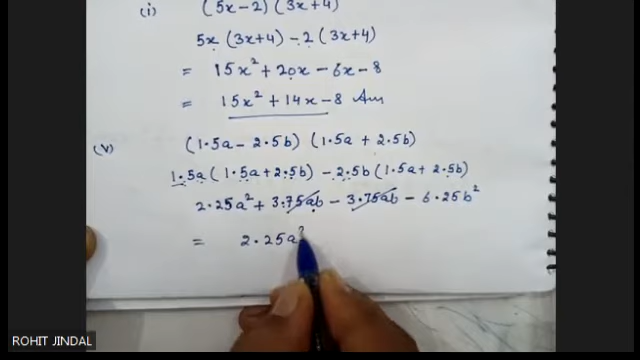 (i) (5x-2) (3x+4)
5x (3x+4) - 2 (3x+4)
= 15x² + 20x - 6x - 8
= 15x² + 14x - 8 Am
(v) (1.5a - 2.5b) (1.5a + 2.5b)
1.5a (1.5a + 2.5b) - 2.5b (1.5a + 2.5b)
2.25a² + 3.75ab - 3.75ab - 6.25b²
= 2.25a²
ROHIT JINDAL